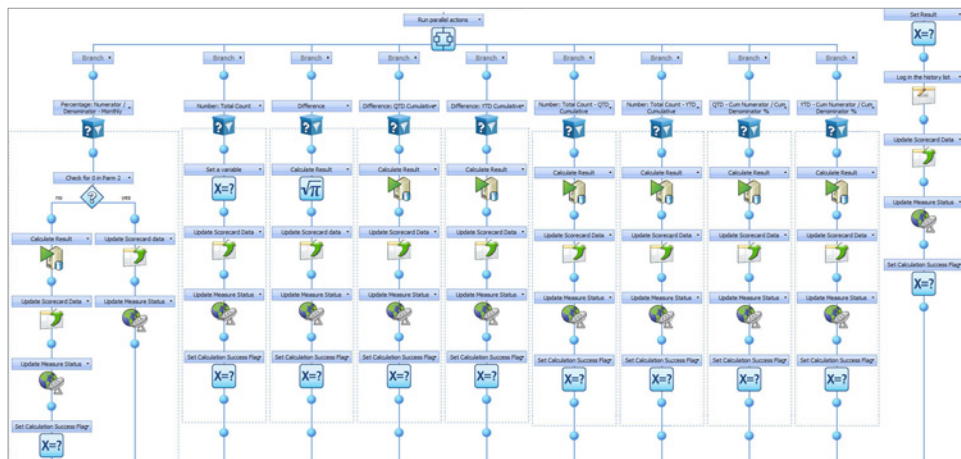 Run parallel actions
Set Result
Branch
Branch
Branch
Branch
Branch
Branch
Branch
Branch
Branch
Log in the history list
Percentage: Numerator /
Denominator - Monthly
Number: Total Count
Difference
Difference: QTD Cumulative
Difference: YTD Cumulative
Number: Total Count - QTD
Cumulative
Number: Total Count - YTD
Cumulative
QTD - Cum Numerator / Cum
Denominator %
YTD - Cum Numerator / Cum
Denominator %
Update Scorecard Data
Check for 0 in Parm 2
no
yes
Set a variable
X=?
Calculate Result
√π
Calculate Result
Calculate Result
Calculate Result
Calculate Result
Calculate Result
Calculate Result
Update Measure Status
Calculate Result
Update Scorecard data
Update Scorecard Data
Update Scorecard data
Update Scorecard Data
Update Scorecard Data
Update Scorecard Data
Update Scorecard Data
Update Scorecard Data
Update Scorecard Data
Set Calculation Success Flag
X=?
Update Scorecard Data
Update Measure Status
Update Measure Status
Update Measure Status
Update Measure Status
Update Measure Status
Update Measure Status
Update Measure Status
Update Measure Status
Update Measure Status
Update Measure Status
Set Calculation Success Flag
X=?
Set Calculation Success Flag
X=?
Set Calculation Success Flag
X=?
Set Calculation Success Flag
X=?
Set Calculation Success Flag
X=?
Set Calculation Success Flag
X=?
Set Calculation Success Flag
X=?
Set Calculation Success Flag
X=?
Set Calculation Success Flag
X=?
X=?